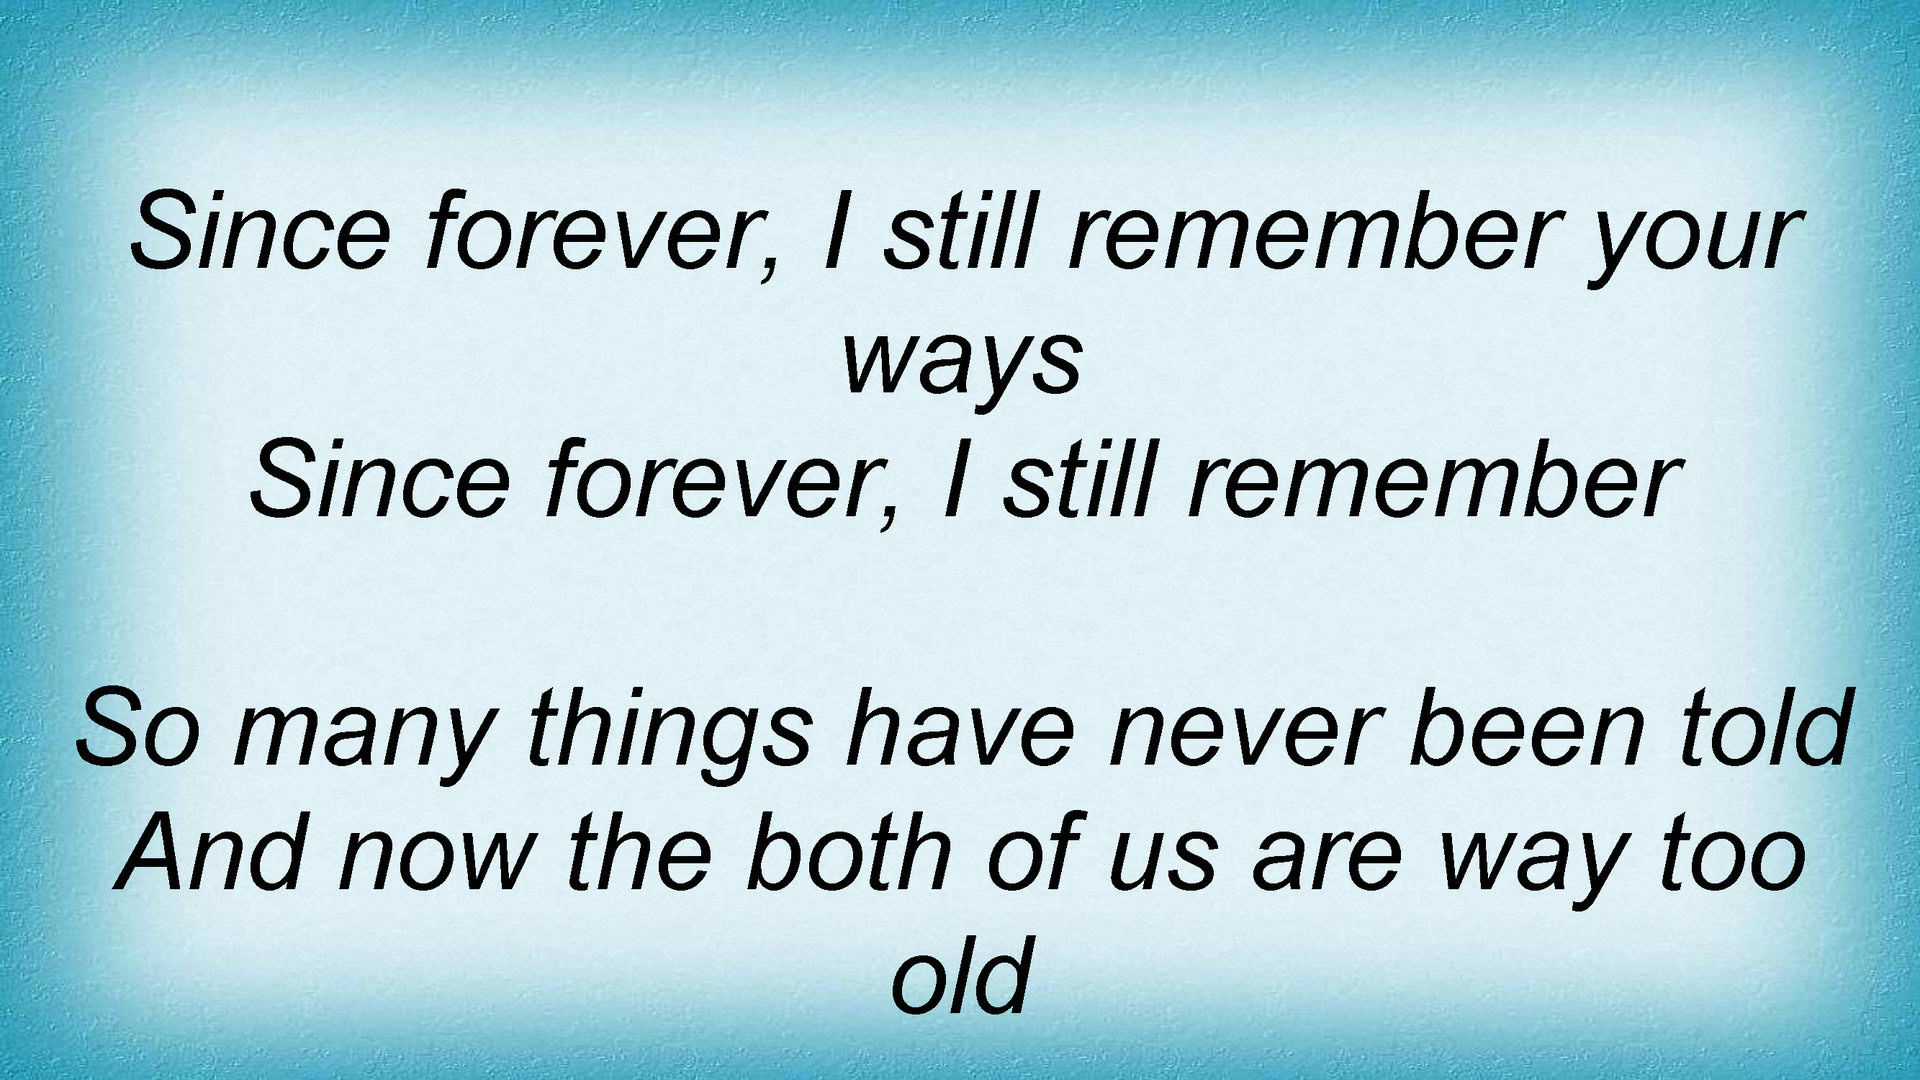 Since forever, I still remember your
ways
Since forever, I still remember
So many things have never been told
And now the both of us are way too
old